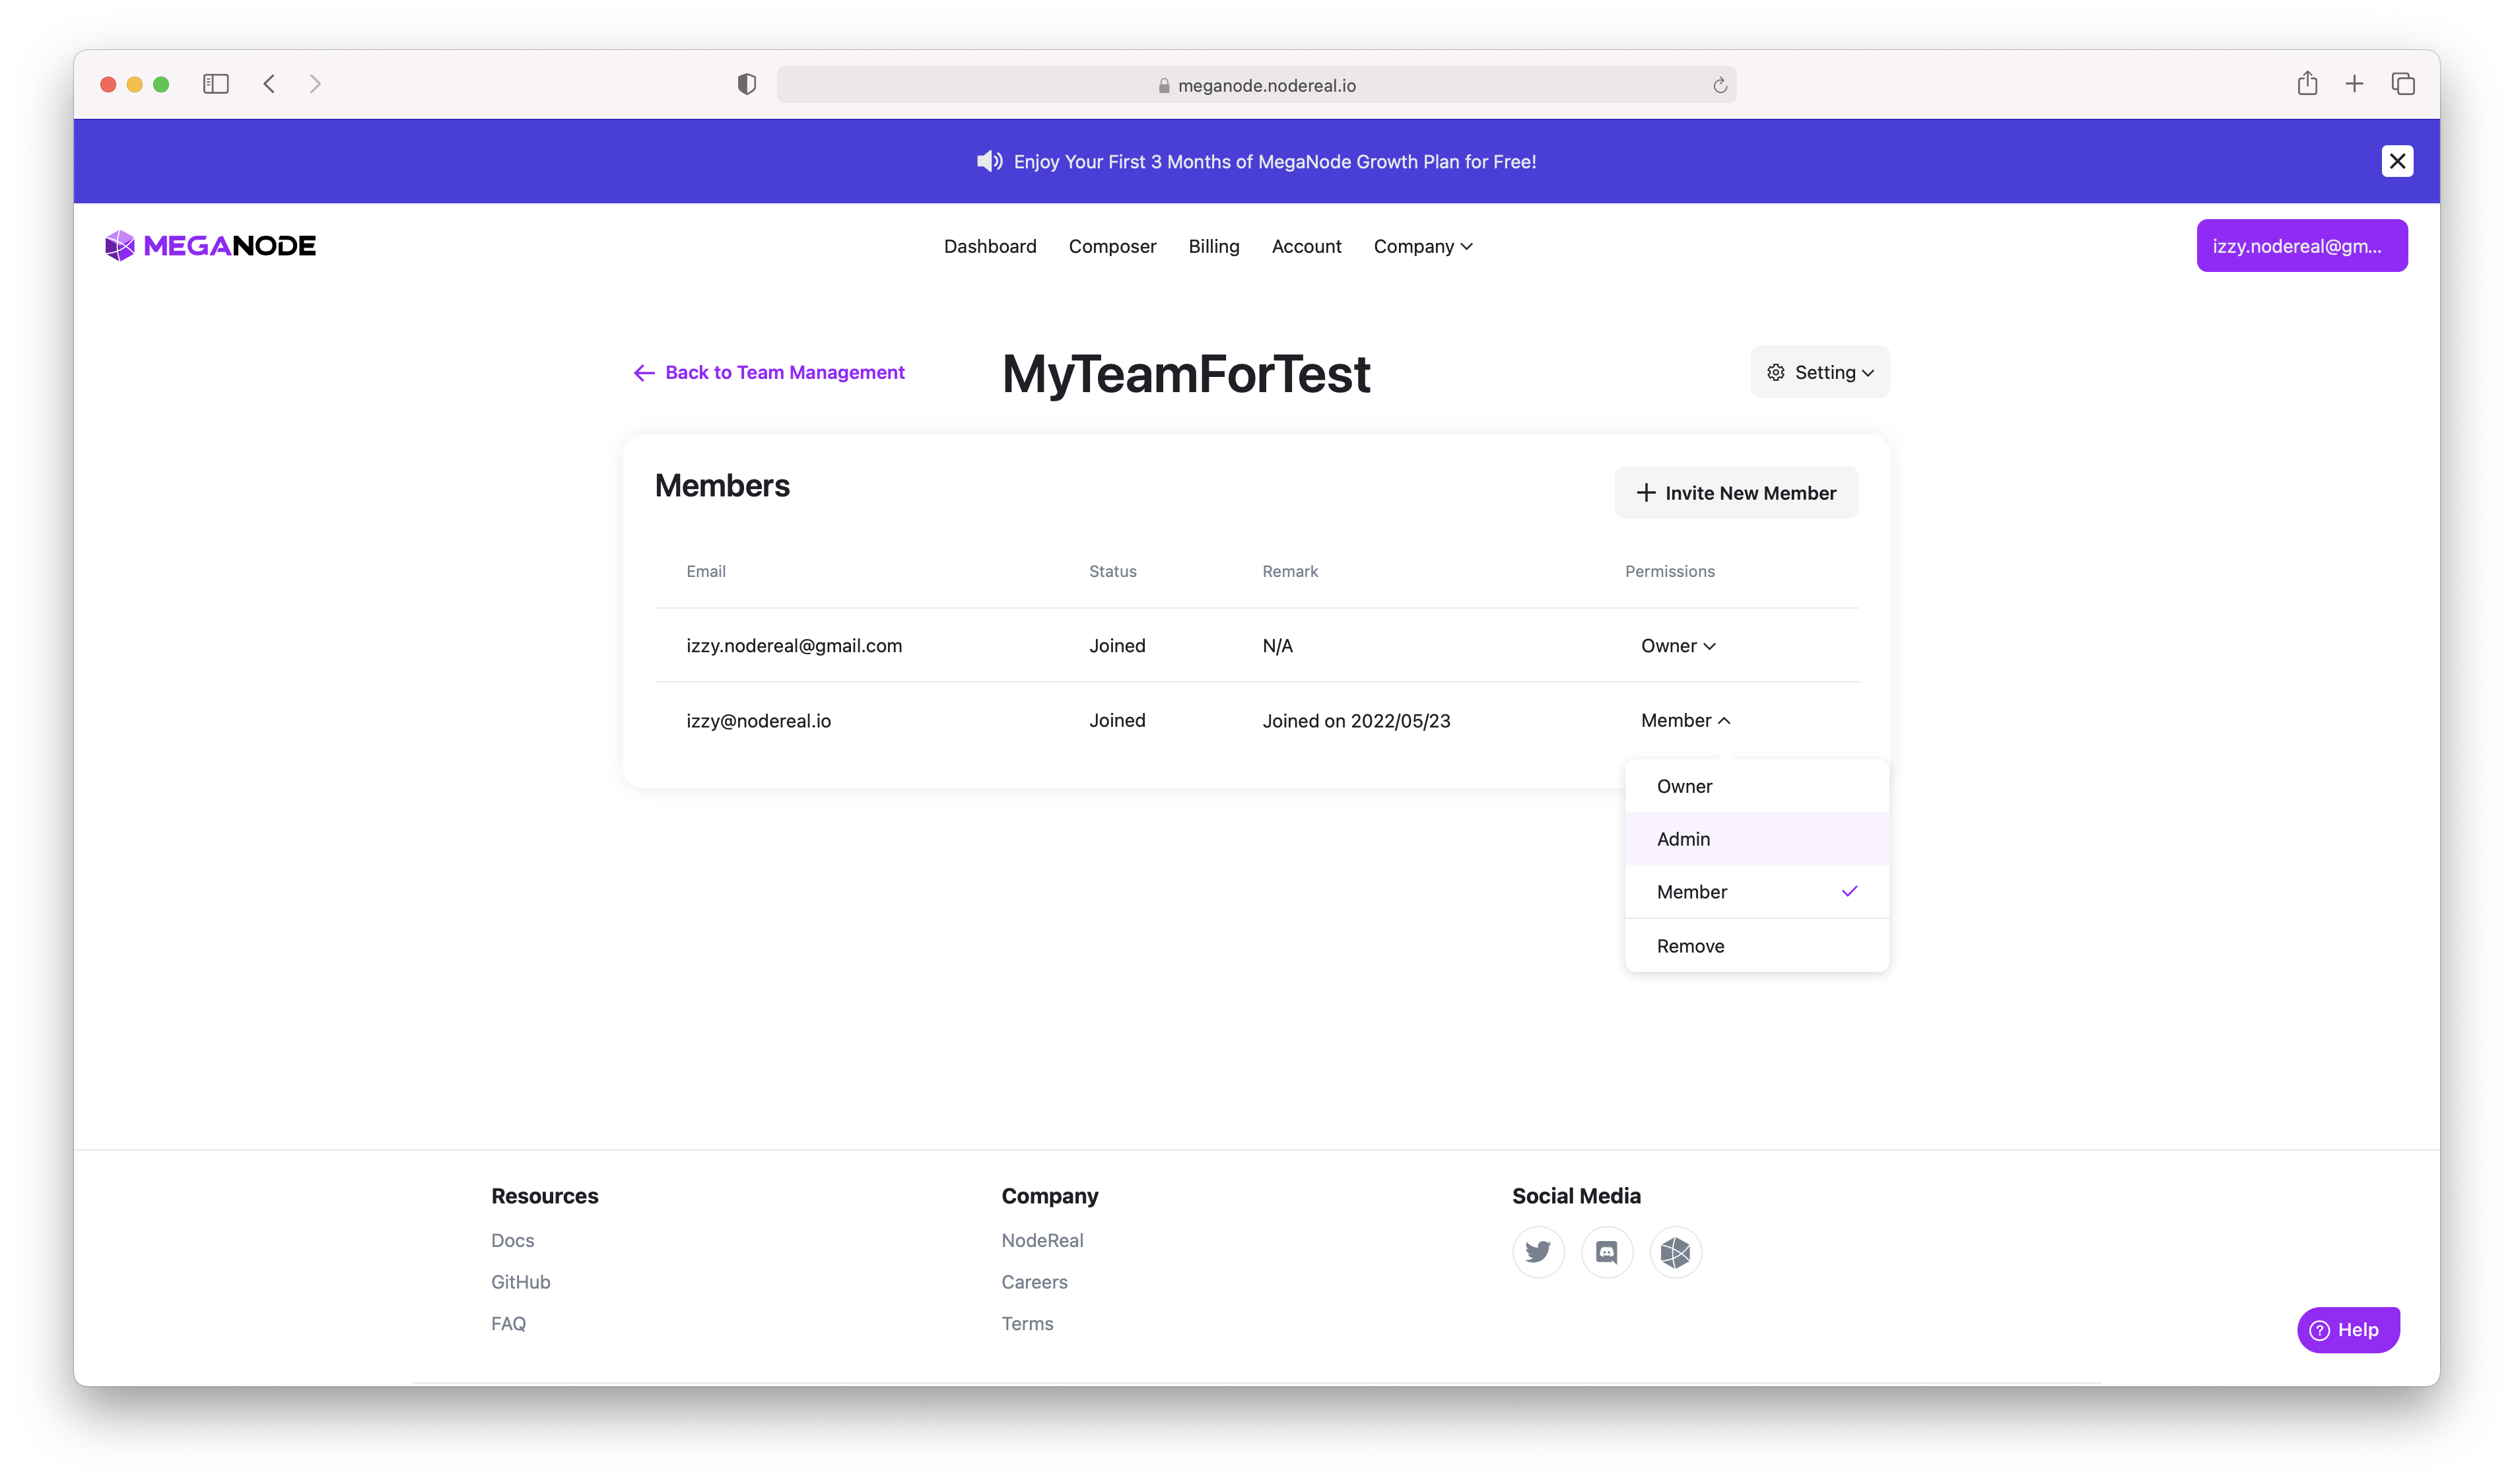 meganode.nodereal.io
Enjoy Your First 3 Months of MegaNode Growth Plan for Free!
MEGANODE
Dashboard Composer Billing Account Company
izzy.nodereal@gm...
Back to Team Management
MyTeamForTest
Setting
Members
Invite New Member
Email Status Remark Permissions
izzy.nodereal@gmail.com Joined N/A Owner
izzy@nodereal.io Joined Joined on 2022/05/23 Member
Owner
Admin
Member
Remove
Resources Company Social Media
Docs NodeReal
GitHub Careers
FAQ Terms
Help